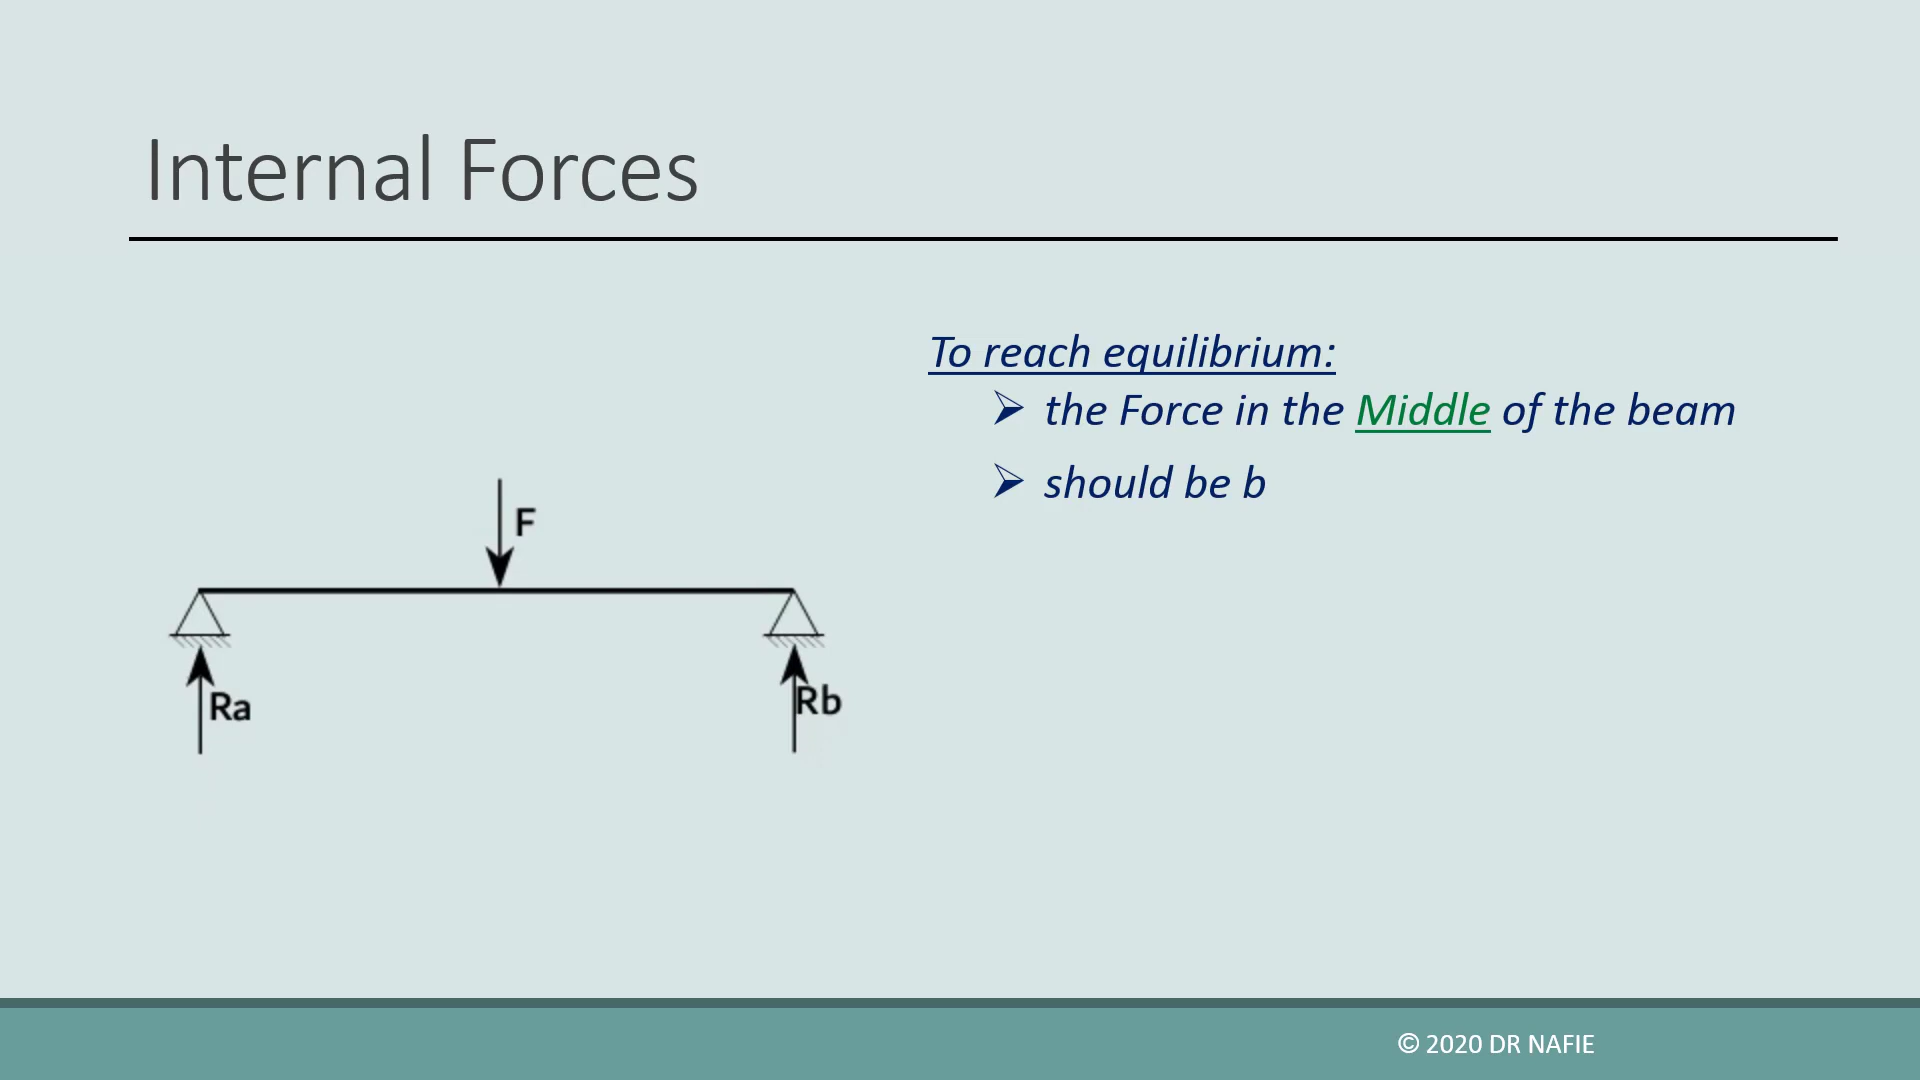 Internal Forces
To reach equilibrium:
the Force in the Middle of the beam
should be b
F
Ra
Rb
© 2020 DR NAFIE